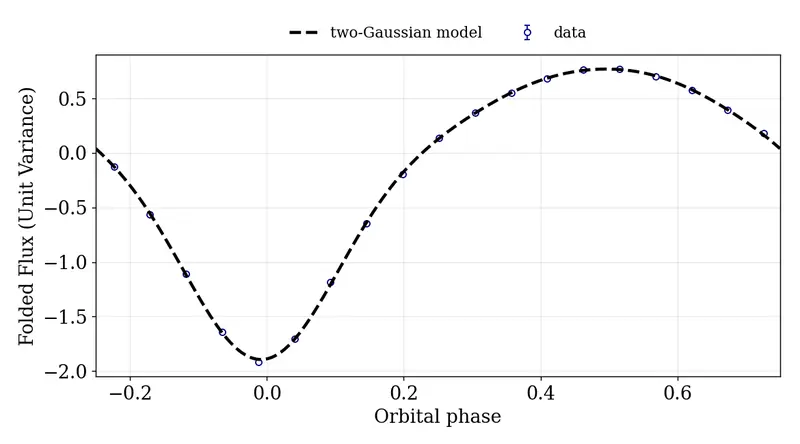 two-Gaussian model
data
Folded Flux (Unit Variance)
0.5
0.0
−0.5
−1.0
−1.5
−2.0
−0.2
0.0
0.2
0.4
0.6
Orbital phase